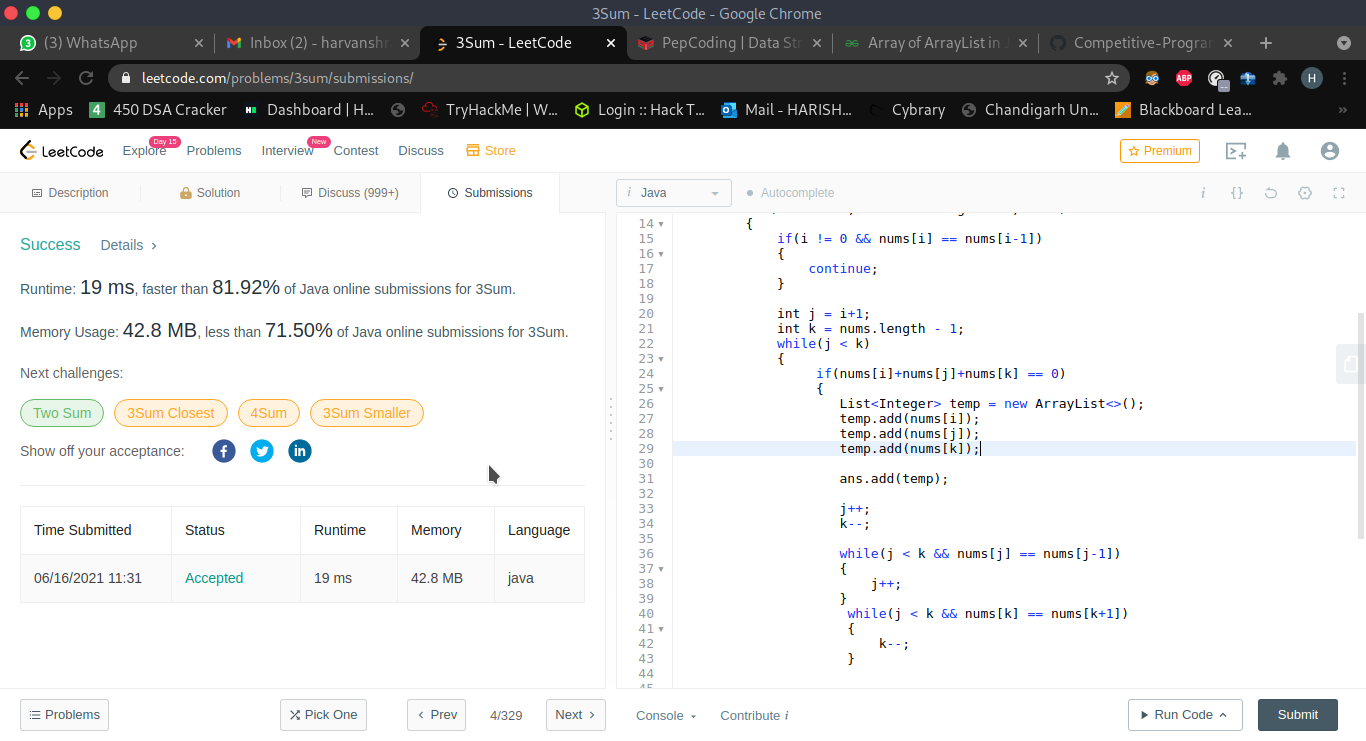 3Sum - LeetCode - Google Chrome
3 (3) WhatsApp × Inbox (2) - harvanshr × 3Sum - LeetCode × PepCoding | Data Str × Array of ArrayList in J × Competitive-Program × +
leetcode.com/problems/3sum/submissions/ ABP H
Apps 4 450 DSA Cracker Dashboard | H... TryHackMe | W... Login :: Hack T... Mail - HARISH... Cybrary Chandigarh Un... Blackboard Lea... »
LeetCode Explore Day 15 Problems Interview New Contest Discuss Store Premium
Description Solution Discuss (999+) Submissions
i Java Autocomplete i {}
Success Details ›
Runtime: 19 ms, faster than 81.92% of Java online submissions for 3Sum.
Memory Usage: 42.8 MB, less than 71.50% of Java online submissions for 3Sum.
Next challenges:
Two Sum 3Sum Closest 4Sum 3Sum Smaller
Show off your acceptance: f in
Time Submitted Status Runtime Memory Language
06/16/2021 11:31 Accepted 19 ms 42.8 MB java
14 {
15 if(i != 0 && nums[i] == nums[i-1])
16 {
17 continue;
18 }
19
20 int j = i+1;
21 int k = nums.length - 1;
22 while(j < k)
23 {
24 if(nums[i]+nums[j]+nums[k] == 0)
25 {
26 List<Integer> temp = new ArrayList<>();
27 temp.add(nums[i]);
28 temp.add(nums[j]);
29 temp.add(nums[k]);
30
31 ans.add(temp);
32
33 j++;
34 k--;
35
36 while(j < k && nums[j] == nums[j-1])
37 {
38 j++;
39 }
40 while(j < k && nums[k] == nums[k+1])
41 {
42 k--;
43 }
44
Problems Pick One ‹ Prev 4/329 Next › Console Contribute i Run Code Submit